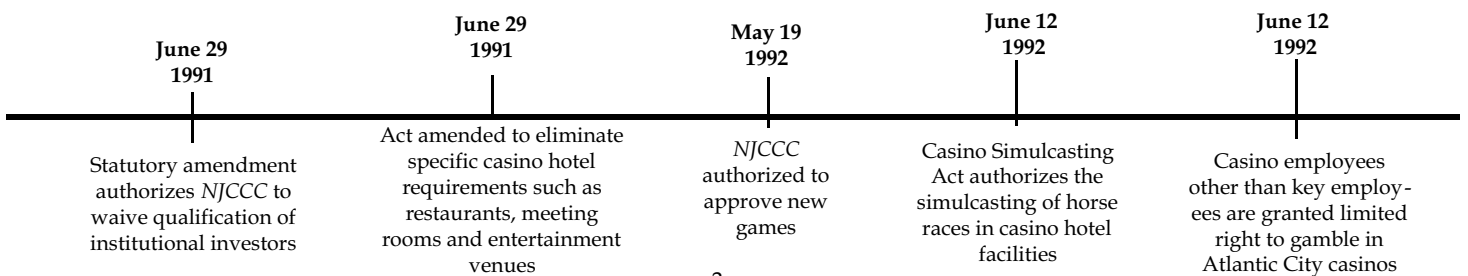 June 29
1991
Statutory amendment
authorizes NJCCC to
waive qualification of
institutional investors
June 29
1991
Act amended to eliminate
specific casino hotel
requirements such as
restaurants, meeting
rooms and entertainment
venues
May 19
1992
NJCCC
authorized to
approve new
games
June 12
1992
Casino Simulcasting
Act authorizes the
simulcasting of horse
races in casino hotel
facilities
June 12
1992
Casino employees
other than key employ-
ees are granted limited
right to gamble in
Atlantic City casinos